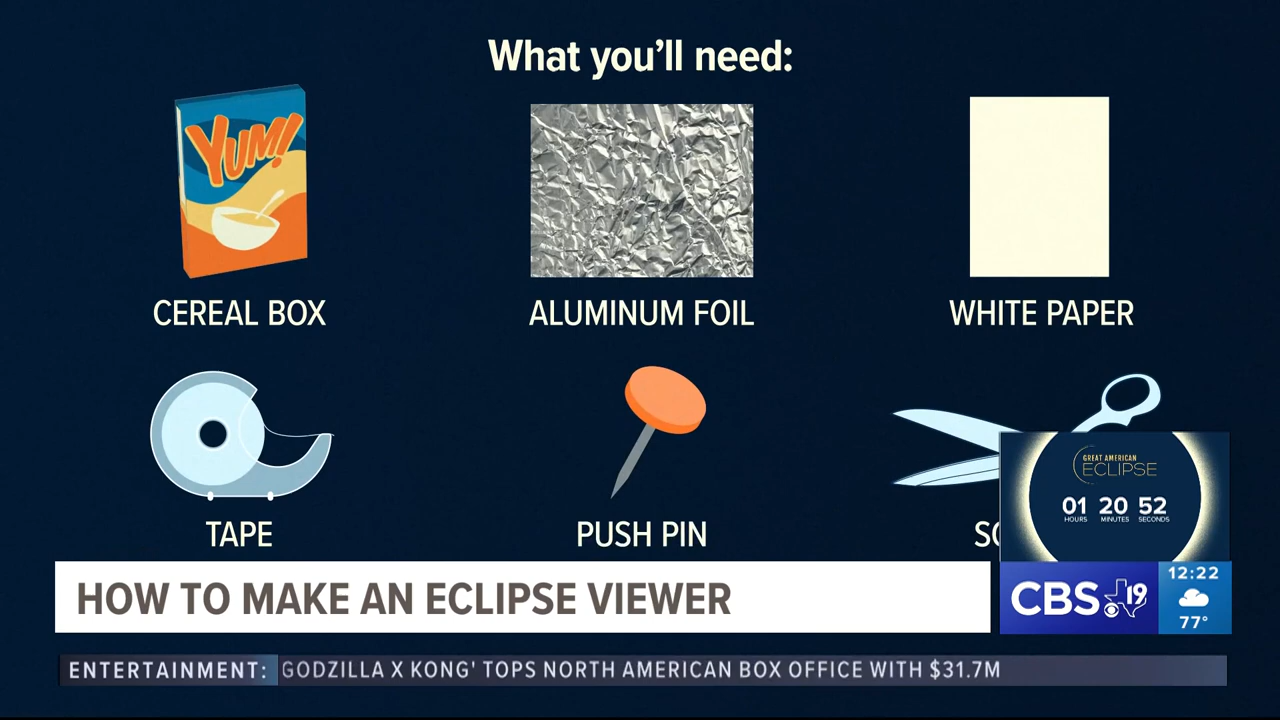 What you'll need:
YUM!
CEREAL BOX
ALUMINUM FOIL
WHITE PAPER
TAPE
PUSH PIN
GREAT AMERICAN
ECLIPSE
01 20 52
HOURS MINUTES SECONDS
HOW TO MAKE AN ECLIPSE VIEWER
CBS 19
12:22
77°
ENTERTAINMENT: GODZILLA X KONG' TOPS NORTH AMERICAN BOX OFFICE WITH $31.7M